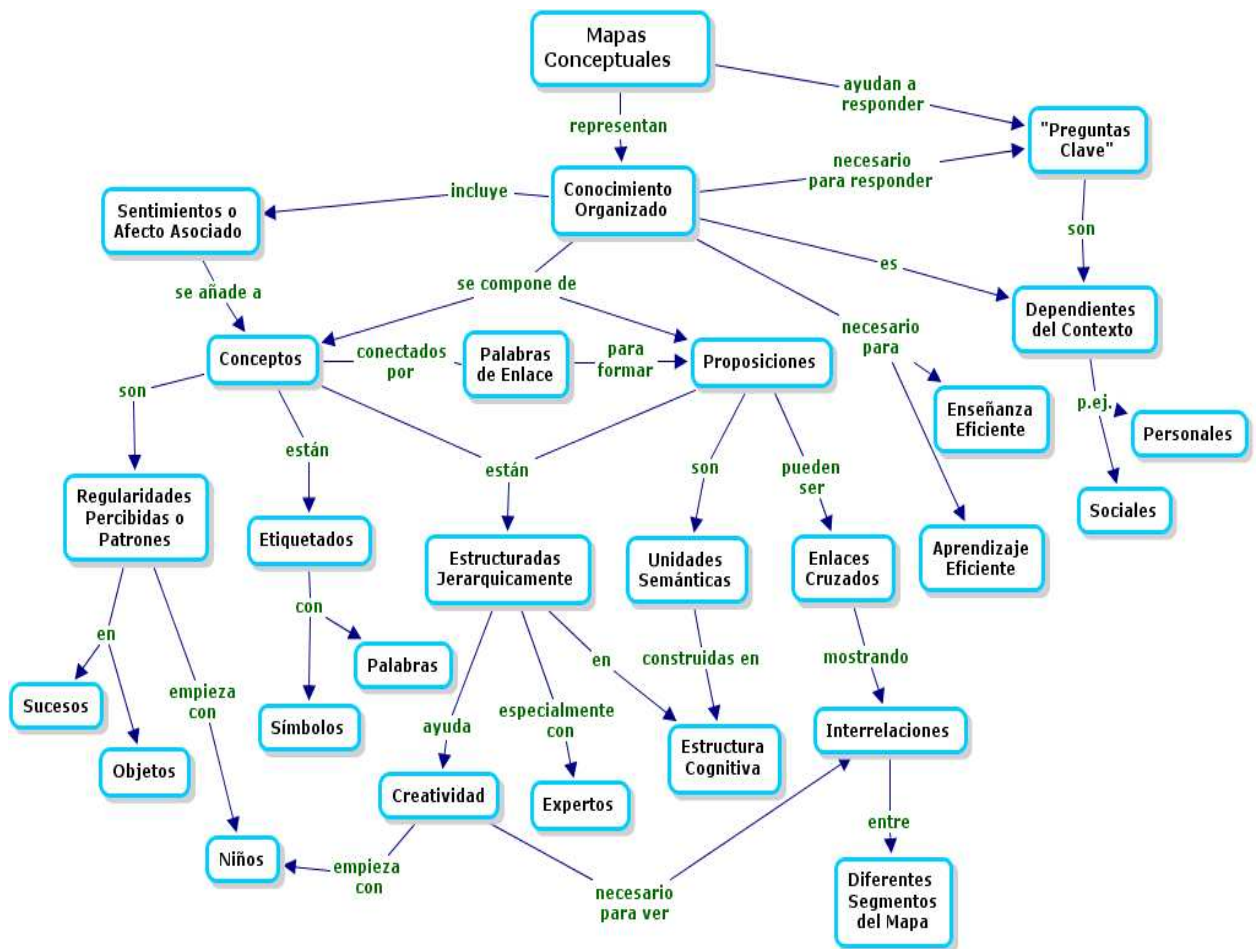 Mapas
Conceptuales
ayudan a
responder
representan
"Preguntas
Clave"
necesario
para responder
Conocimiento
Organizado
incluye
Sentimientos o
Afecto Asociado
son
es
se añade a
se compone de
Dependientes
del Contexto
necesario
para
Conceptos
conectados
por
Palabras
de Enlace
para
formar
Proposiciones
son
Enseñanza
Eficiente
p.ej.
Personales
están
están
son
pueden
ser
Sociales
Regularidades
Percibidas o
Patrones
Etiquetados
Estructuradas
Jerarquicamente
Unidades
Semánticas
Enlaces
Cruzados
Aprendizaje
Eficiente
en
con
Palabras
en
construidas en
mostrando
Sucesos
empieza
con
Símbolos
ayuda
especialmente
con
Estructura
Cognitiva
Interrelaciones
Objetos
Creatividad
Expertos
entre
Niños
empieza
con
necesario
para ver
Diferentes
Segmentos
del Mapa